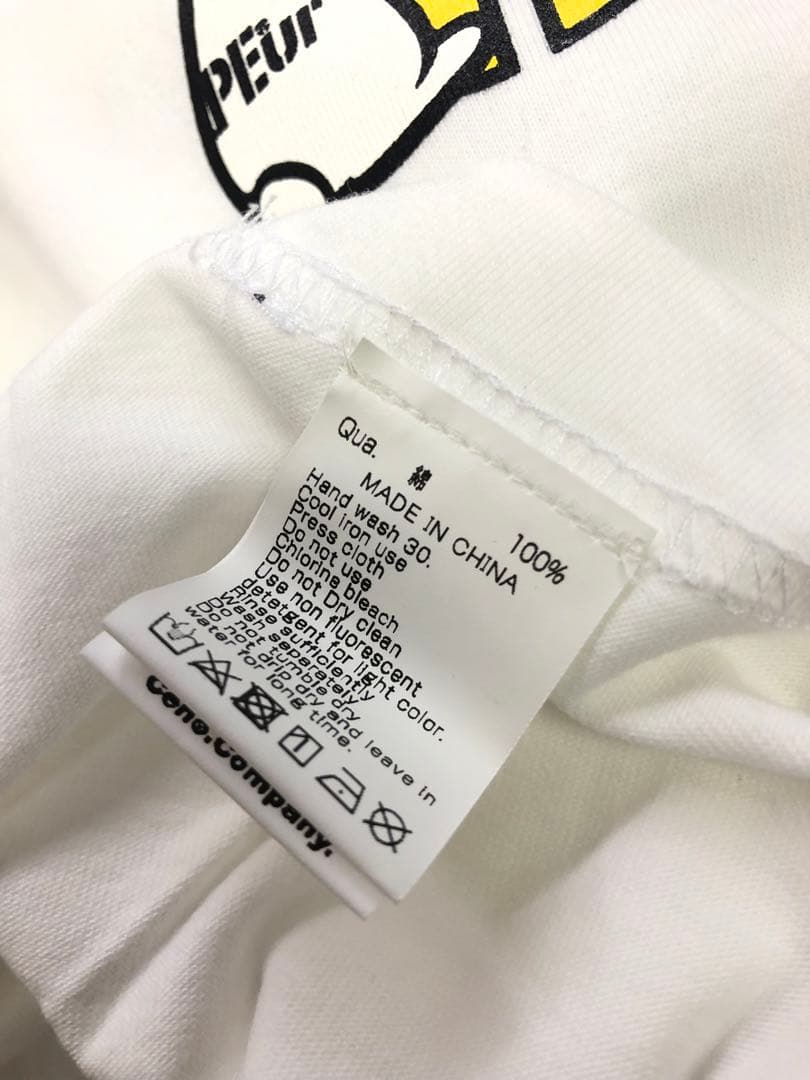 PEur
Qua. 綿 100%
MADE IN CHINA
Hand wash 30.
Cool iron use
Press cloth
Do not use
Chlorine bleach
Do not Dry clean
Use non fluorescent
detetgent for light color.
Rinse sufficiently
Wash separately
Do not tumble dry
Do not drip dry and leave in
water for long time.
Cone.Company.